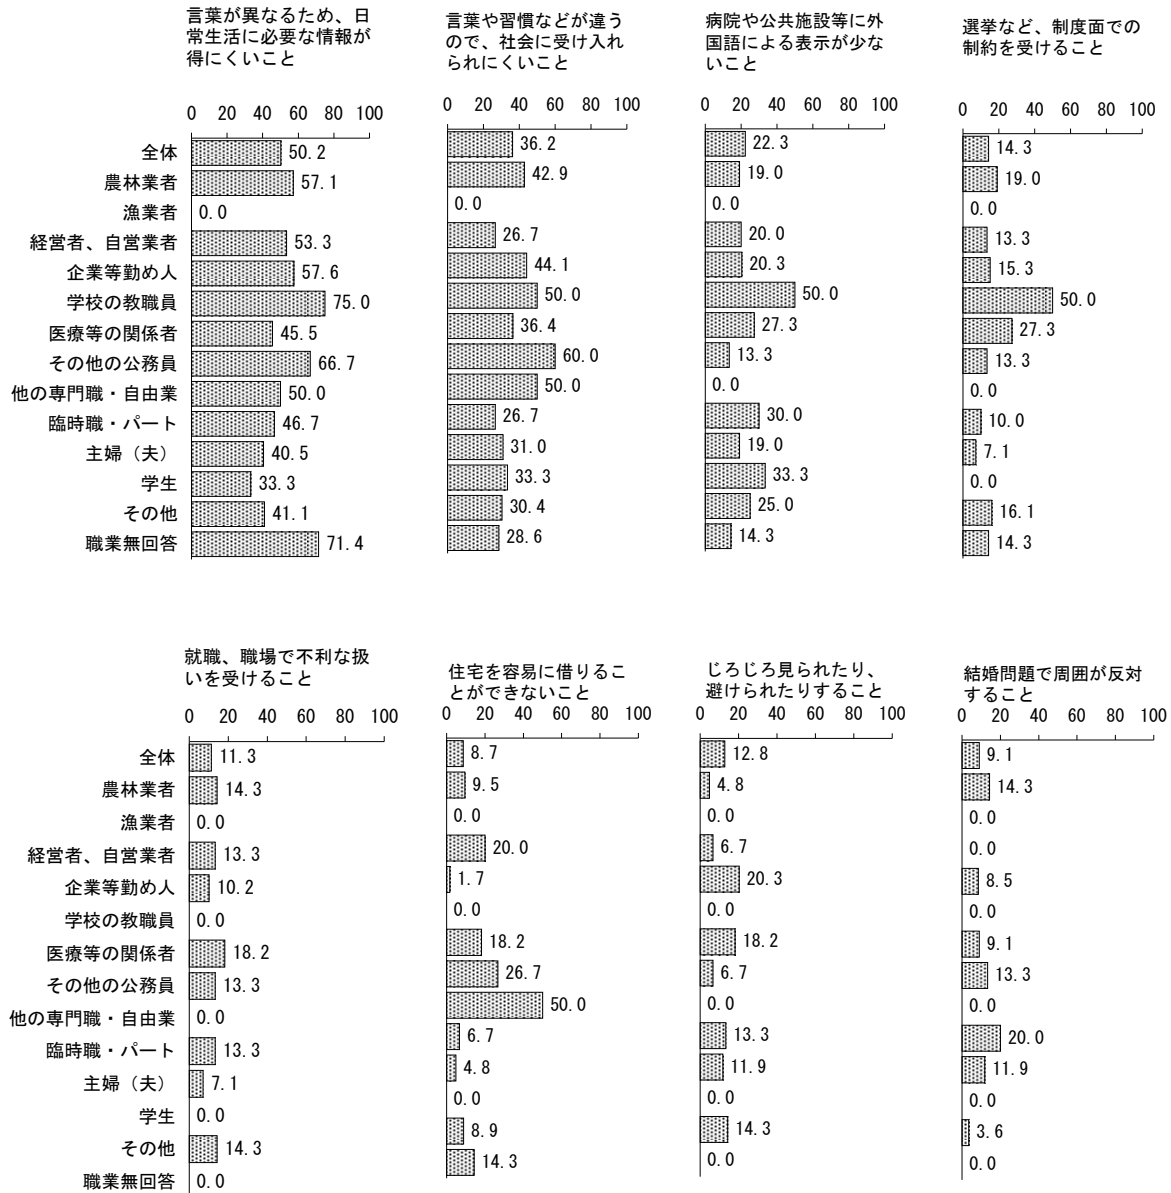 言葉が異なるため、日
常生活に必要な情報が
得にくいこと
言葉や習慣などが違う
ので、社会に受け入れ
られにくいこと
病院や公共施設等に外
国語による表示が少な
いこと
選挙など、制度面での
制約を受けること
0 20 40 60 80 100
0 20 40 60 80 100
0 20 40 60 80 100
0 20 40 60 80 100
全体 50.2 36.2 22.3 14.3
農林業者 57.1 42.9 19.0 19.0
漁業者 0.0 0.0 0.0 0.0
経営者、自営業者 53.3 26.7 20.0 13.3
企業等勤め人 57.6 44.1 20.3 15.3
学校の教職員 75.0 50.0 50.0 50.0
医療等の関係者 45.5 36.4 27.3 27.3
その他の公務員 66.7 60.0 13.3 13.3
他の専門職・自由業 50.0 50.0 0.0 0.0
臨時職・パート 46.7 26.7 30.0 10.0
主婦（夫） 40.5 31.0 19.0 7.1
学生 33.3 33.3 33.3 0.0
その他 41.1 30.4 25.0 16.1
職業無回答 71.4 28.6 14.3 14.3
就職、職場で不利な扱
いを受けること
住宅を容易に借りるこ
とができないこと
じろじろ見られたり、
避けられたりすること
結婚問題で周囲が反対
すること
0 20 40 60 80 100
0 20 40 60 80 100
0 20 40 60 80 100
0 20 40 60 80 100
全体 11.3 8.7 12.8 9.1
農林業者 14.3 9.5 4.8 14.3
漁業者 0.0 0.0 0.0 0.0
経営者、自営業者 13.3 20.0 6.7 0.0
企業等勤め人 10.2 1.7 20.3 8.5
学校の教職員 0.0 0.0 0.0 0.0
医療等の関係者 18.2 18.2 18.2 9.1
その他の公務員 13.3 26.7 6.7 13.3
他の専門職・自由業 0.0 50.0 0.0 0.0
臨時職・パート 13.3 6.7 13.3 20.0
主婦（夫） 7.1 4.8 11.9 11.9
学生 0.0 0.0 0.0 0.0
その他 14.3 8.9 14.3 3.6
職業無回答 0.0 14.3 0.0 0.0